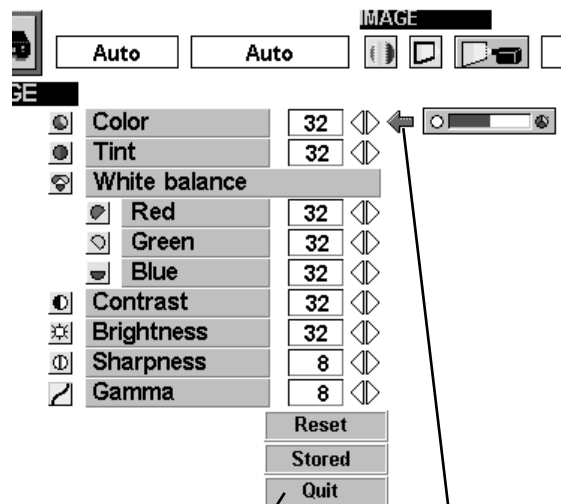 IMAGE
Auto Auto
GE
Color 32
Tint 32
White balance
Red 32
Green 32
Blue 32
Contrast 32
Brightness 32
Sharpness 8
Gamma 8
Reset
Stored
Quit